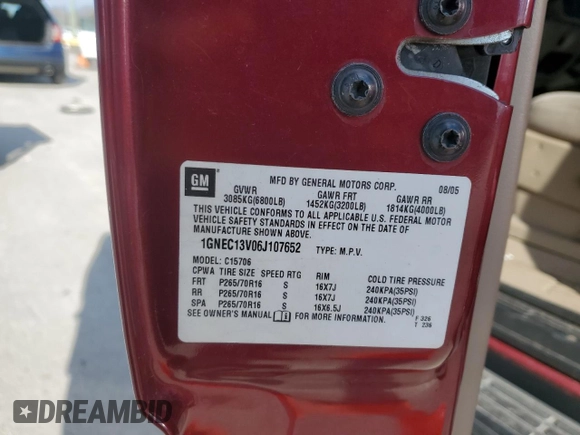 GM
MFD BY GENERAL MOTORS CORP. 08/05
GVWR GAWR FRT GAWR RR
3085KG(6800LB) 1452KG(3200LB) 1814KG(4000LB)
THIS VEHICLE CONFORMS TO ALL APPLICABLE U.S. FEDERAL MOTOR
VEHICLE SAFETY STANDARDS IN EFFECT ON THE DATE OF
MANUFACTURE SHOWN ABOVE.
1GNEC13V06J107652 TYPE: M.P.V.
MODEL: C15706
CPWA TIRE SIZE SPEED RTG RIM COLD TIRE PRESSURE
FRT P265/70R16 S 16X7J 240KPA(35PSI)
RR P265/70R16 S 16X7J 240KPA(35PSI)
SPA P265/70R16 S 16X6.5J 240KPA(35PSI)
SEE OWNER'S MANUAL FOR MORE INFORMATION. F 326
T 236
DREAMBID